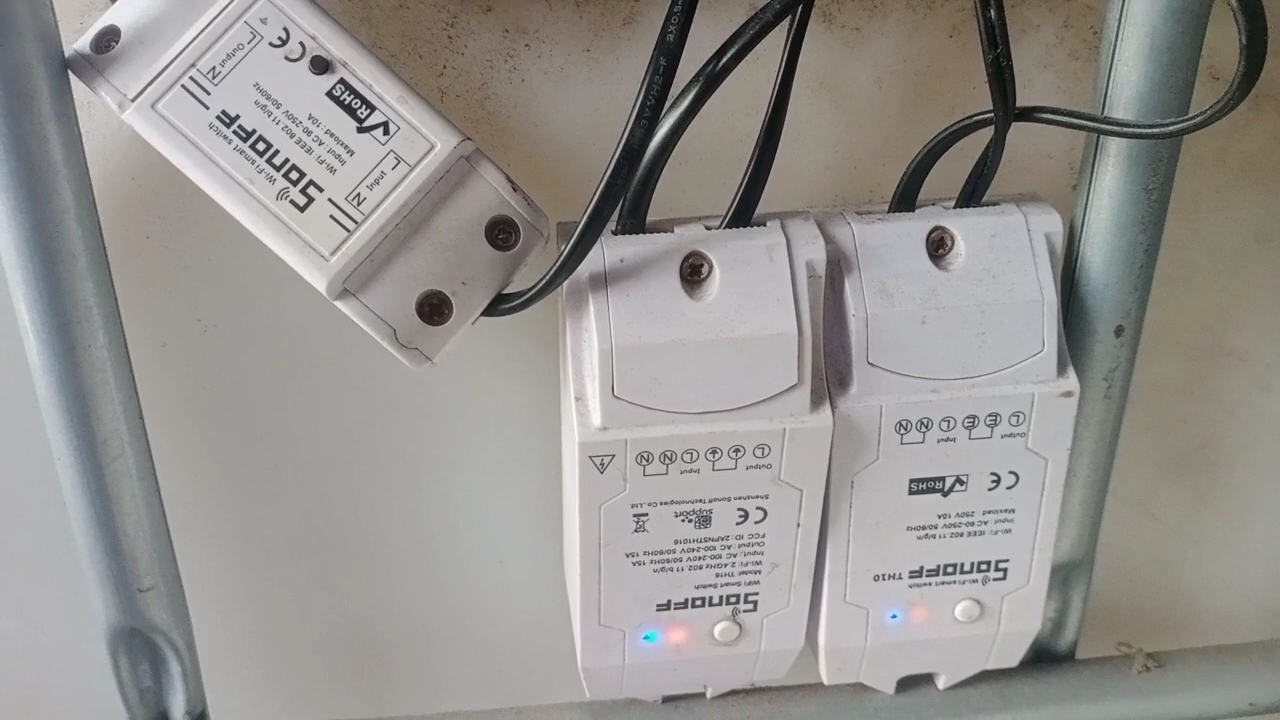 SONOFF
Wi-Fi smart switch
Wi-Fi: IEEE 802.11 b/g/n
Input: AC 90-250V 50/60Hz
Maxload: 10A
RoHS
CE
N
L
Input
N
L
Output
2X0.5
3VVH2-F
SONOFF
WiFi Smart Switch
Model: TH16
Wi-Fi: 2.4GHz 802.11 b/g/n
Input: AC 100-240V 50/60Hz 15A
Output: AC 100-240V 50/60Hz 15A
FCC ID: 2APN5TH1016
CE
support
Shenzhen Sonoff Technologies Co.,Ltd.
Output
Input
L
L
N
N
SONOFF TH10
Wi-Fi smart switch
Wi-Fi: IEEE 802.11 b/g/n
Input: AC 90-250V 50/60Hz
Maxload: 250V 10A
CE
RoHS
Output
Input
L
E
E
L
N
N